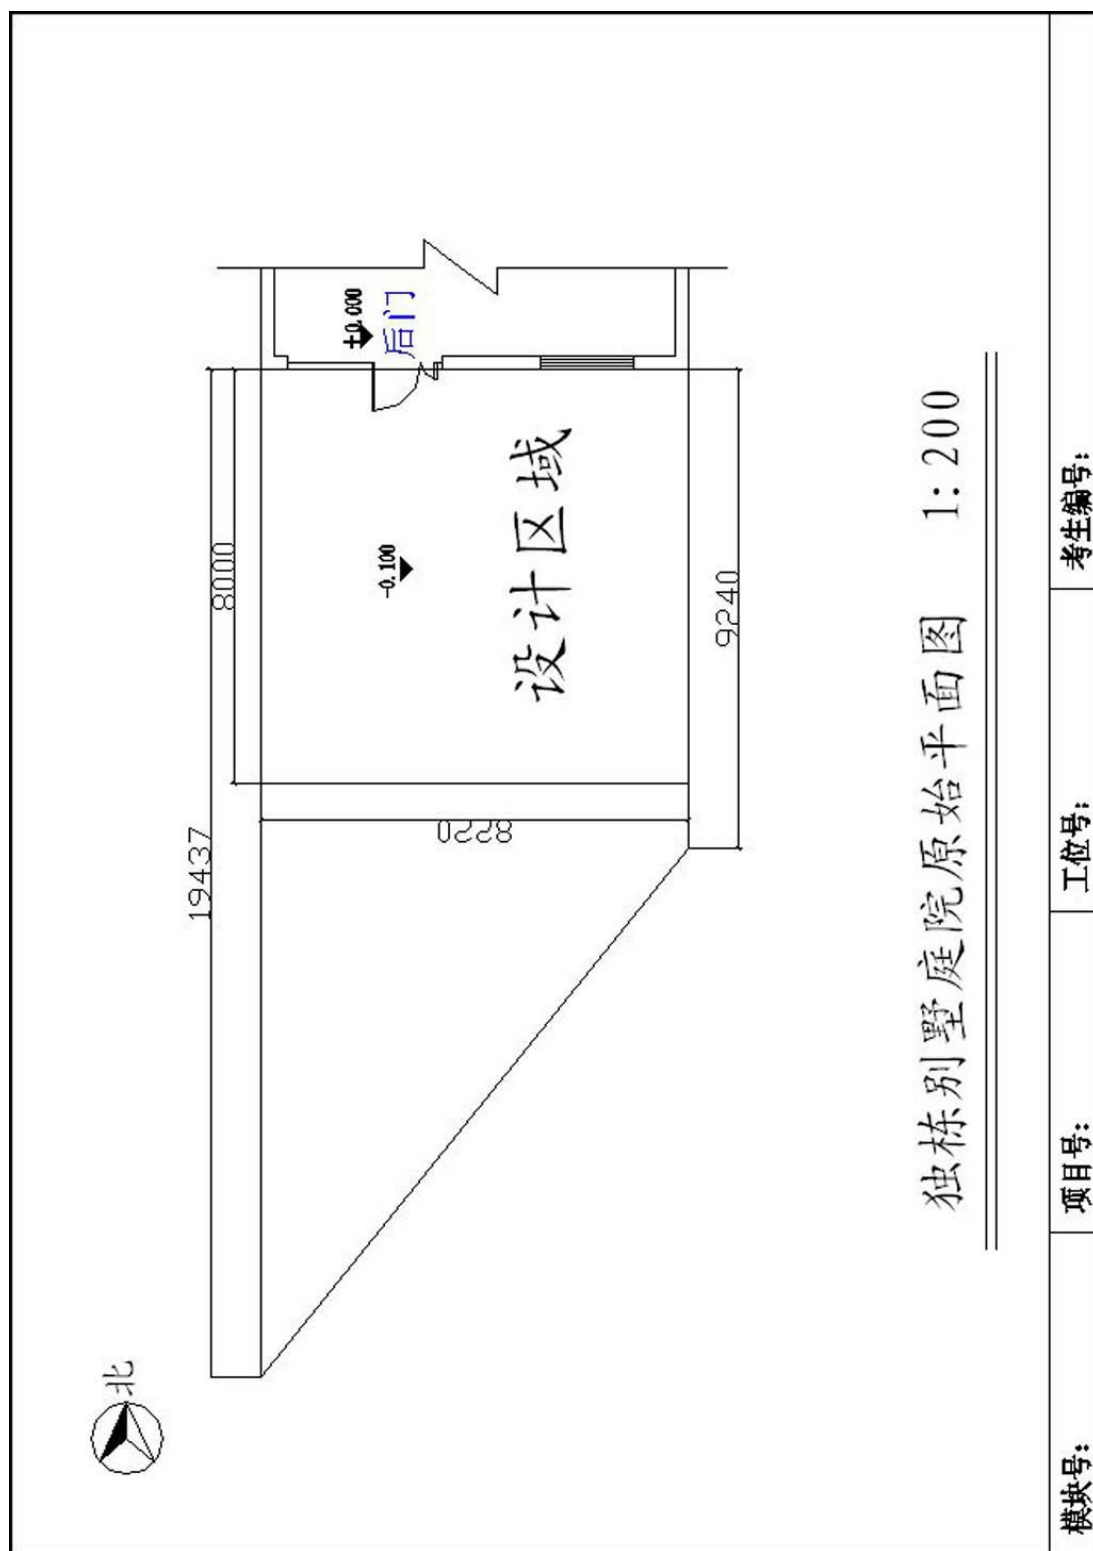 北
19437
8000
±0.000
后门
-0.100
设计区域
8220
9240
独栋别墅庭院原始平面图 1:200
模块号:
项目号:
工位号:
考生编号: